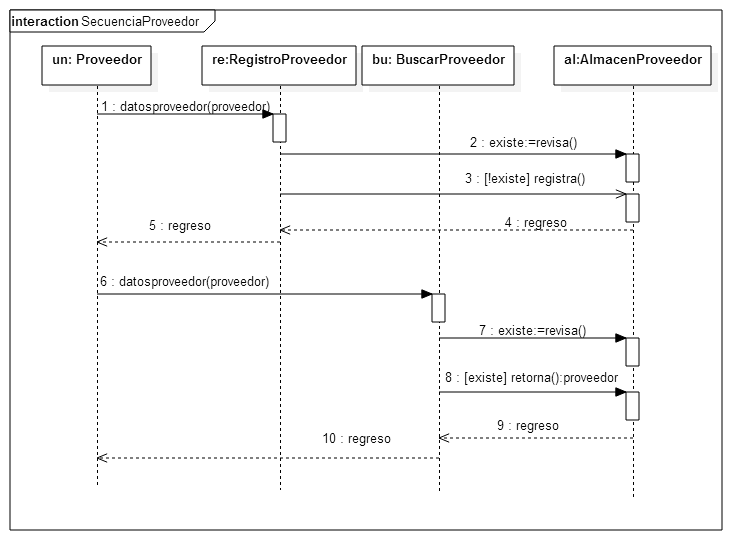 interaction SecuenciaProveedor
un: Proveedor
re:RegistroProveedor
bu: BuscarProveedor
al:AlmacenProveedor
1 : datosproveedor(proveedor)
2 : existe:=revisa()
3 : [!existe] registra()
4 : regreso
5 : regreso
6 : datosproveedor(proveedor)
7 : existe:=revisa()
8 : [existe] retorna():proveedor
9 : regreso
10 : regreso